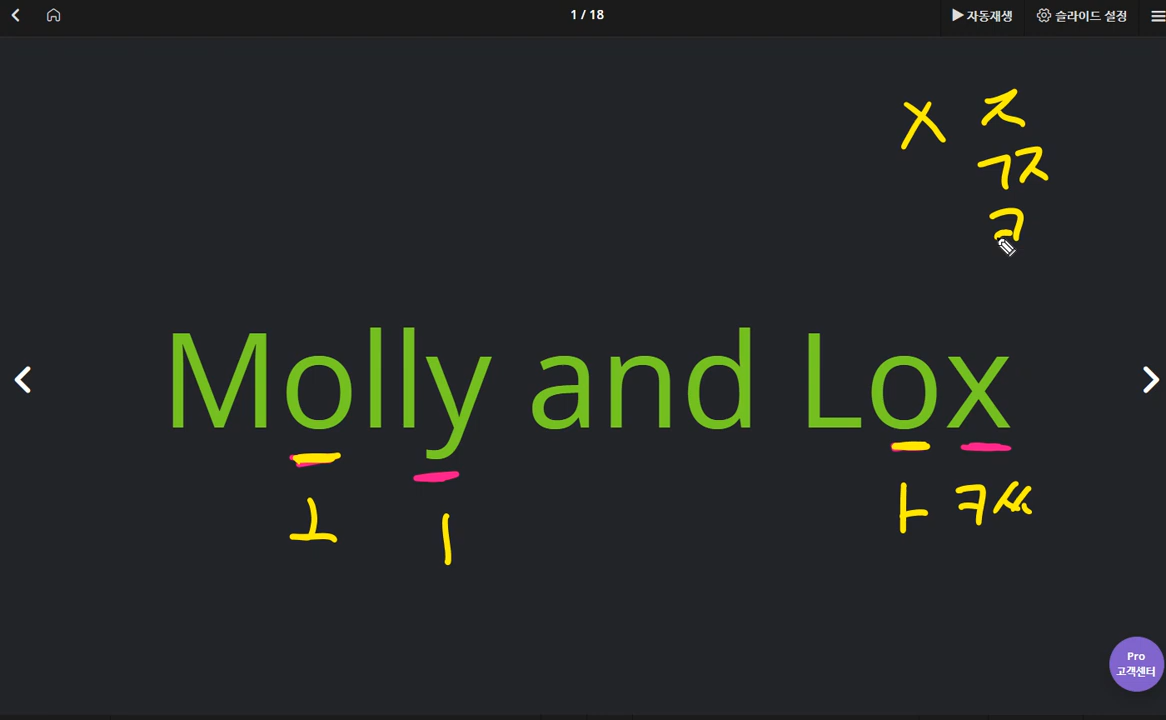 1 / 18
자동재생
슬라이드 설정
X ㅈ
ㄱㅈ
ㅋ
Molly and Lox
ㅗ ㅣ ㅏ ㅋㅆ
Pro
고객센터